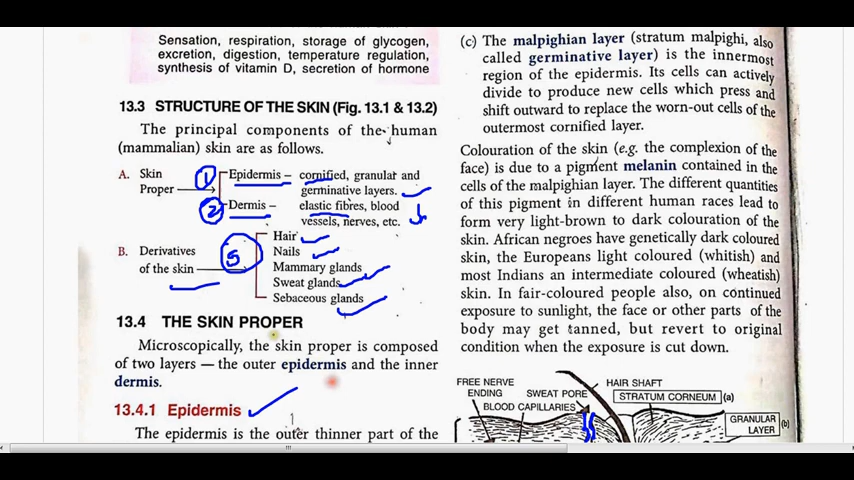 Sensation, respiration, storage of glycogen,
excretion, digestion, temperature regulation,
synthesis of vitamin D, secretion of hormone
13.3 STRUCTURE OF THE SKIN (Fig. 13.1 & 13.2)
The principal components of the human
(mammalian) skin are as follows.
A. Skin
Proper
1
Epidermis – cornified, granular and
germinative layers.
2
Dermis – elastic fibres, blood
vessels, nerves, etc.
B. Derivatives
of the skin
5
Hair
Nails
Mammary glands
Sweat glands
Sebaceous glands
13.4 THE SKIN PROPER
Microscopically, the skin proper is composed
of two layers — the outer epidermis and the inner
dermis.
13.4.1 Epidermis
The epidermis is the outer thinner part of the
(c) The malpighian layer (stratum malpighi, also
called germinative layer) is the innermost
region of the epidermis. Its cells can actively
divide to produce new cells which press and
shift outward to replace the worn-out cells of the
outermost cornified layer.
Colouration of the skin (e.g. the complexion of the
face) is due to a pigment melanin contained in the
cells of the malpighian layer. The different quantities
of this pigment in different human races lead to
form very light-brown to dark colouration of the
skin. African negroes have genetically dark coloured
skin, the Europeans light coloured (whitish) and
most Indians an intermediate coloured (wheatish)
skin. In fair-coloured people also, on continued
exposure to sunlight, the face or other parts of the
body may get tanned, but revert to original
condition when the exposure is cut down.
FREE NERVE
ENDING
SWEAT PORE
BLOOD CAPILLARIES
HAIR SHAFT
STRATUM CORNEUM (a)
GRANULAR
LAYER (b)